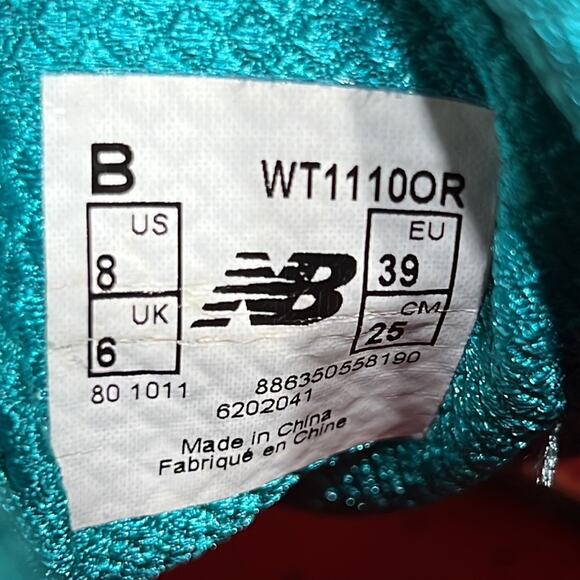 B
WT1110OR
US
8
UK
6
EU
39
CM
25
NB
80 1011
886350558190
6202041
Made in China
Fabriqué en Chine